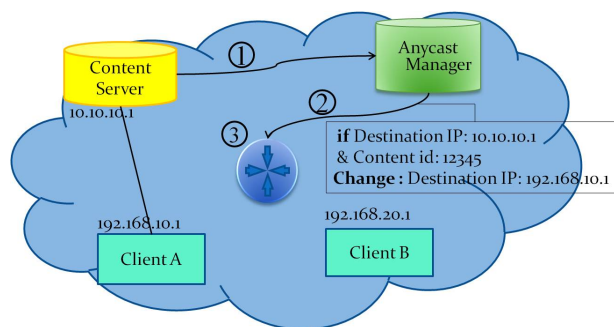 ①
Content
Server
10.10.10.1
Anycast
Manager
②
③
if Destination IP: 10.10.10.1
& Content id: 12345
Change : Destination IP: 192.168.10.1
192.168.10.1
Client A
192.168.20.1
Client B